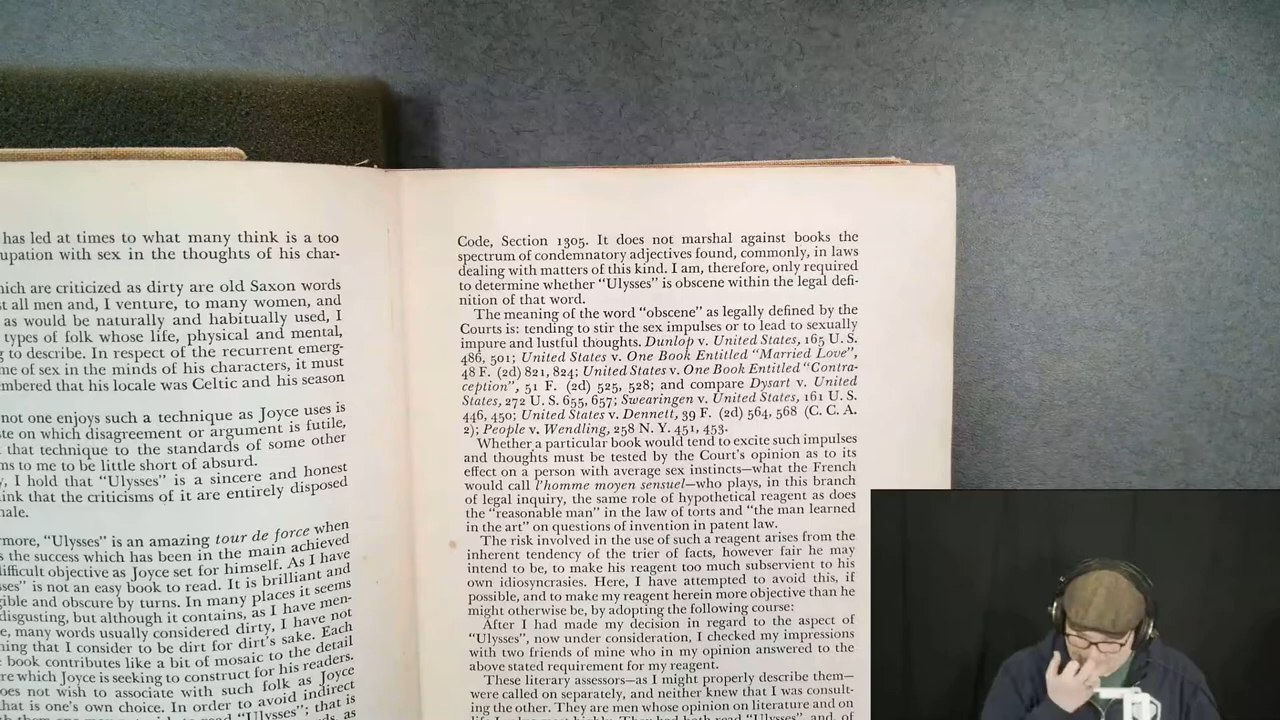 has led at times to what many think is a too
upation with sex in the thoughts of his char-
hich are criticized as dirty are old Saxon words
st all men and, I venture, to many women, and
as would be naturally and habitually used, I
types of folk whose life, physical and mental,
g to describe. In respect of the recurrent emerg-
me of sex in the minds of his characters, it must
embered that his locale was Celtic and his season
not one enjoys such a technique as Joyce uses is
ste on which disagreement or argument is futile,
that technique to the standards of some other
ms to me to be little short of absurd.
y, I hold that “Ulysses” is a sincere and honest
ink that the criticisms of it are entirely disposed
nale.
rmore, “Ulysses” is an amazing tour de force when
s the success which has been in the main achieved
difficult objective as Joyce set for himself. As I have
sses” is not an easy book to read. It is brilliant and
gible and obscure by turns. In many places it seems
disgusting, but although it contains, as I have men-
e, many words usually considered dirty, I have not
hing that I consider to be dirt for dirt's sake. Each
book contributes like a bit of mosaic to the detail
re which Joyce is seeking to construct for his readers.
oes not wish to associate with such folk as Joyce
hat is one's own choice. In order to avoid indirect
“Ulysses”; that is
as
Code, Section 1305. It does not marshal against books the
spectrum of condemnatory adjectives found, commonly, in laws
dealing with matters of this kind. I am, therefore, only required
to determine whether “Ulysses” is obscene within the legal defi-
nition of that word.
The meaning of the word “obscene” as legally defined by the
Courts is: tending to stir the sex impulses or to lead to sexually
impure and lustful thoughts. Dunlop v. United States, 165 U. S.
486, 501; United States v. One Book Entitled “Married Love”,
48 F. (2d) 821, 824; United States v. One Book Entitled “Contra-
ception”, 51 F. (2d) 525, 528; and compare Dysart v. United
States, 272 U. S. 655, 657; Swearingen v. United States, 161 U. S.
446, 450; United States v. Dennett, 39 F. (2d) 564, 568 (C. C. A.
2); People v. Wendling, 258 N. Y. 451, 453.
Whether a particular book would tend to excite such impulses
and thoughts must be tested by the Court's opinion as to its
effect on a person with average sex instincts—what the French
would call l'homme moyen sensuel—who plays, in this branch
of legal inquiry, the same role of hypothetical reagent as does
the “reasonable man” in the law of torts and “the man learned
in the art” on questions of invention in patent law.
The risk involved in the use of such a reagent arises from the
inherent tendency of the trier of facts, however fair he may
intend to be, to make his reagent too much subservient to his
own idiosyncrasies. Here, I have attempted to avoid this, if
possible, and to make my reagent herein more objective than he
might otherwise be, by adopting the following course:
After I had made my decision in regard to the aspect of
“Ulysses”, now under consideration, I checked my impressions
with two friends of mine who in my opinion answered to the
above stated requirement for my reagent.
These literary assessors—as I might properly describe them—
were called on separately, and neither knew that I was consult-
ing the other. They are men whose opinion on literature and on
They had both read “Ulysses” and, of